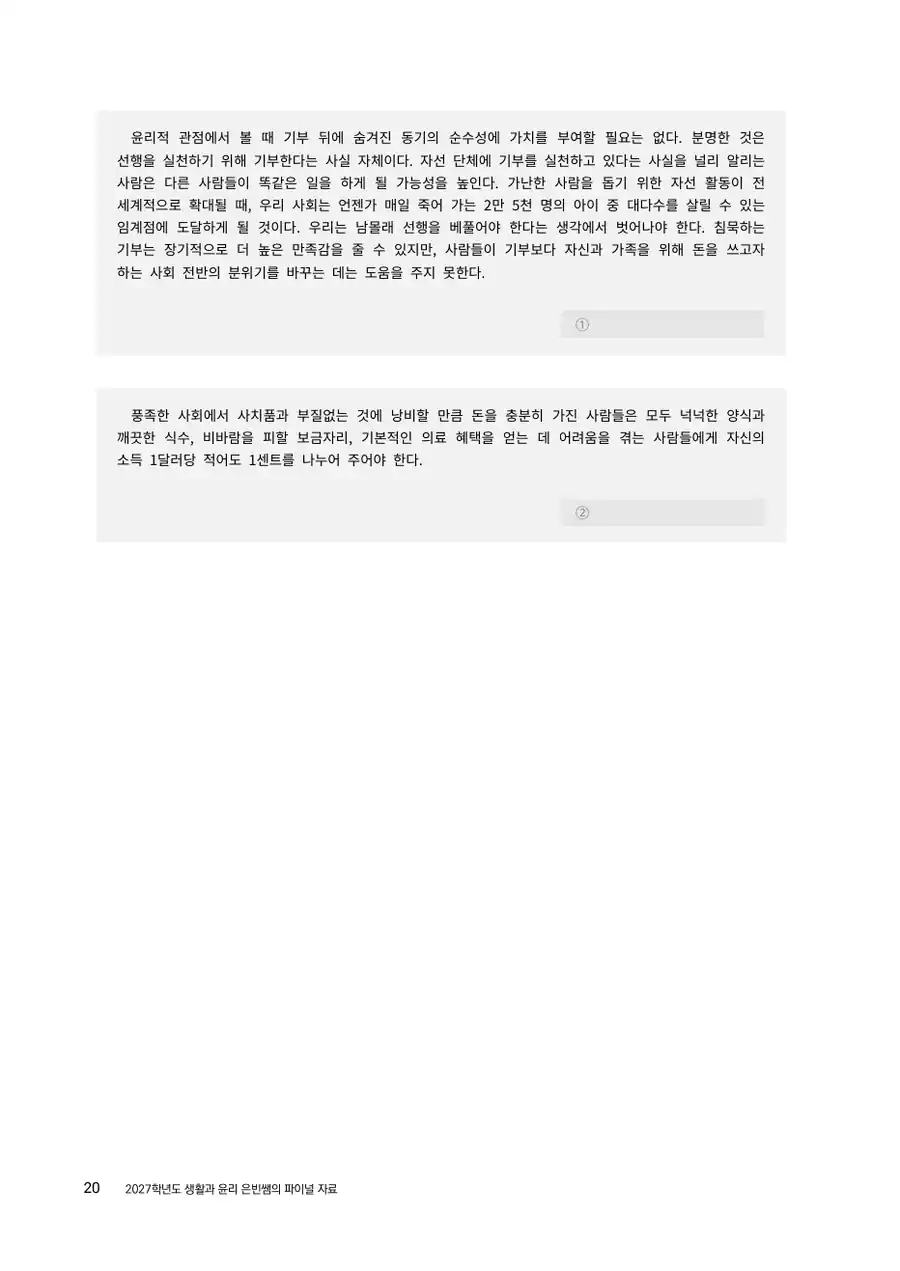 윤리적 관점에서 볼 때 기부 뒤에 숨겨진 동기의 순수성에 가치를 부여할 필요는 없다. 분명한 것은
선행을 실천하기 위해 기부한다는 사실 자체이다. 자선 단체에 기부를 실천하고 있다는 사실을 널리 알리는
사람은 다른 사람들이 똑같은 일을 하게 될 가능성을 높인다. 가난한 사람을 돕기 위한 자선 활동이 전
세계적으로 확대될 때, 우리 사회는 언젠가 매일 죽어 가는 2만 5천 명의 아이 중 대다수를 살릴 수 있는
임계점에 도달하게 될 것이다. 우리는 남몰래 선행을 베풀어야 한다는 생각에서 벗어나야 한다. 침묵하는
기부는 장기적으로 더 높은 만족감을 줄 수 있지만, 사람들이 기부보다 자신과 가족을 위해 돈을 쓰고자
하는 사회 전반의 분위기를 바꾸는 데는 도움을 주지 못한다.
①
풍족한 사회에서 사치품과 부질없는 것에 낭비할 만큼 돈을 충분히 가진 사람들은 모두 넉넉한 양식과
깨끗한 식수, 비바람을 피할 보금자리, 기본적인 의료 혜택을 얻는 데 어려움을 겪는 사람들에게 자신의
소득 1달러당 적어도 1센트를 나누어 주어야 한다.
②
20 2027학년도 생활과 윤리 은빈쌤의 파이널 자료